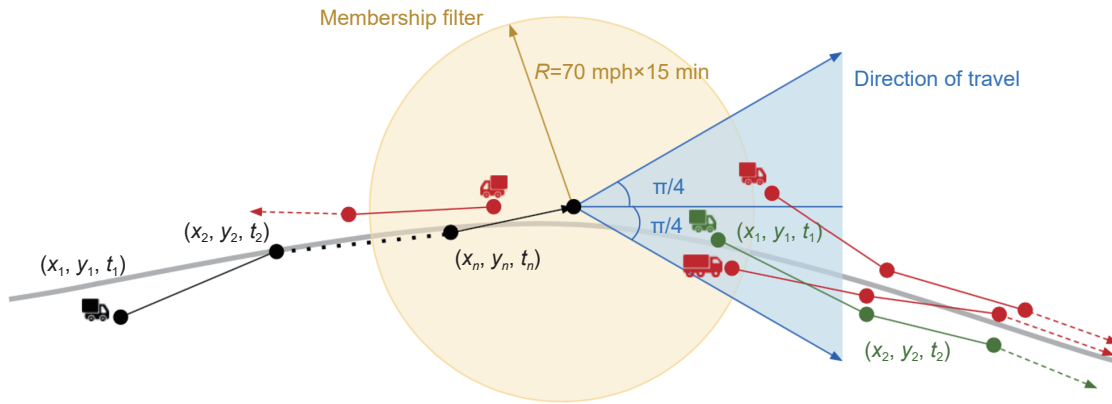 Membership filter
R=70 mph×15 min
Direction of travel
π/4
π/4
(x₂, y₂, t₂)
(x₁, y₁, t₁)
(x₁, y₁, t₁)
(xₙ, yₙ, tₙ)
(x₂, y₂, t₂)